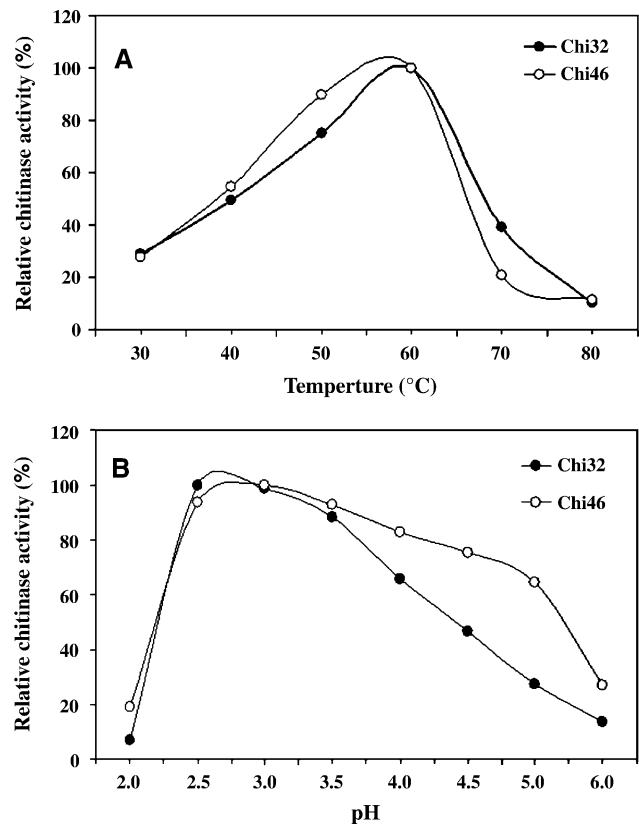 120
100
80
60
40
20
0
Relative chitinase activity (%)
A
Chi32
Chi46
30 40 50 60 70 80
Temperture (°C)
120
100
80
60
40
20
0
Relative chitinase activity (%)
B
Chi32
Chi46
2.0 2.5 3.0 3.5 4.0 4.5 5.0 6.0
pH